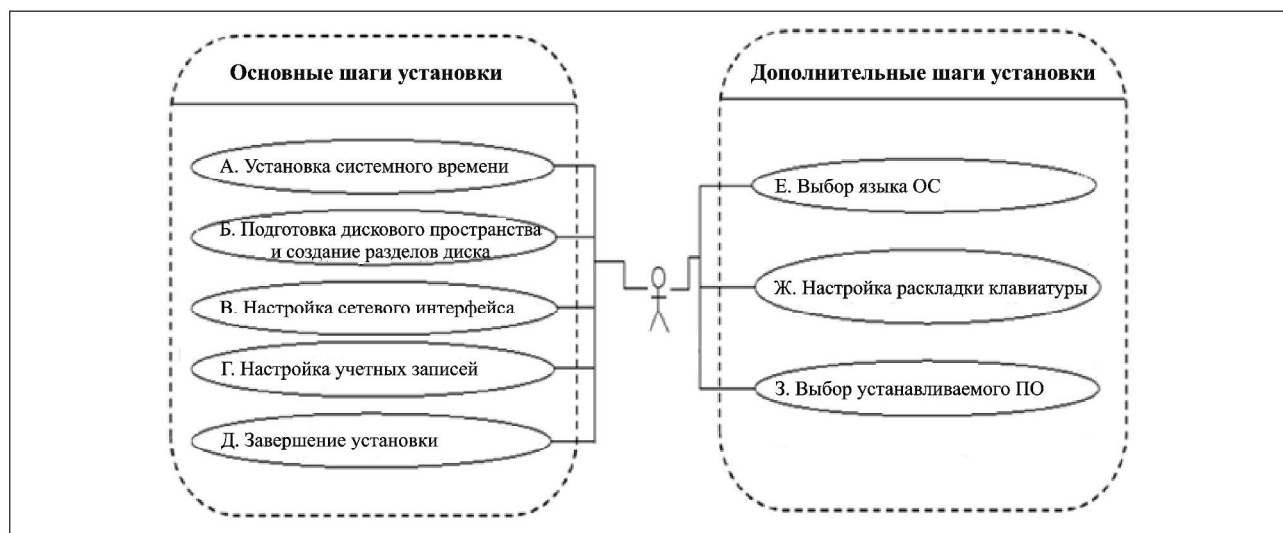 Основные шаги установки
А. Установка системного времени
Б. Подготовка дискового пространства
и создание разделов диска
В. Настройка сетевого интерфейса
Г. Настройка учетных записей
Д. Завершение установки
Дополнительные шаги установки
Е. Выбор языка ОС
Ж. Настройка раскладки клавиатуры
З. Выбор устанавливаемого ПО